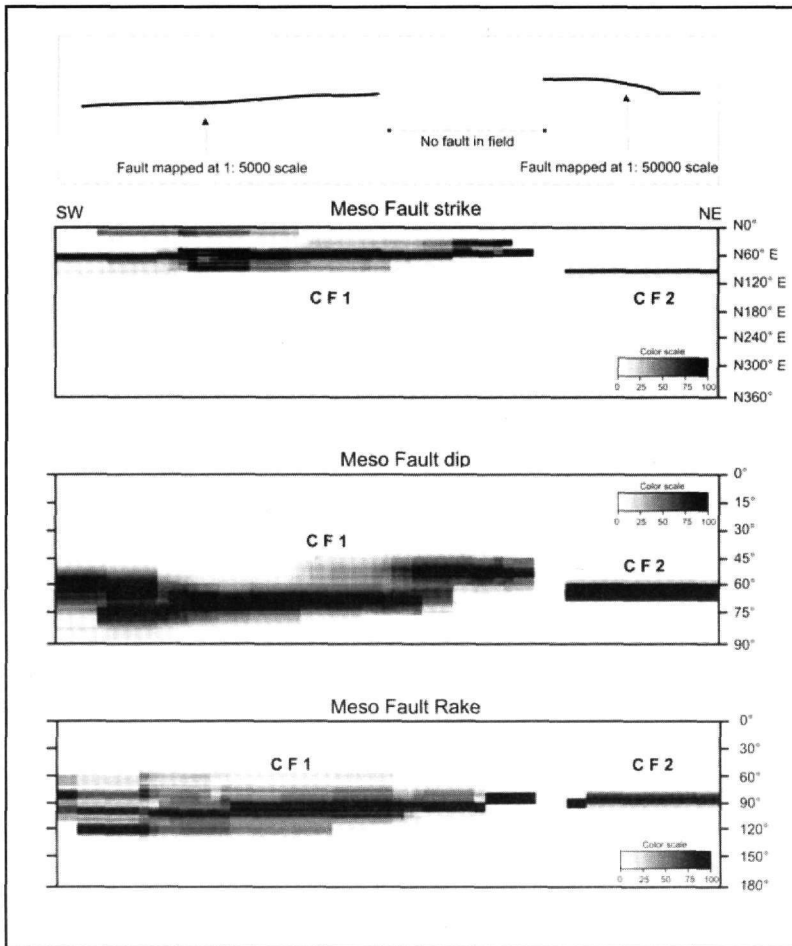 No fault in field
Fault mapped at 1: 5000 scale
Fault mapped at 1: 50000 scale
SW
Meso Fault strike
NE
N0°
N60° E
N120° E
N180° E
N240° E
N300° E
N360°
C F 1
C F 2
Color scale
0 25 50 75 100
Meso Fault dip
0°
15°
30°
45°
60°
75°
90°
Color scale
0 25 50 75 100
C F 1
C F 2
Meso Fault Rake
0°
30°
60°
90°
120°
150°
180°
C F 1
C F 2
Color scale
0 25 50 75 100